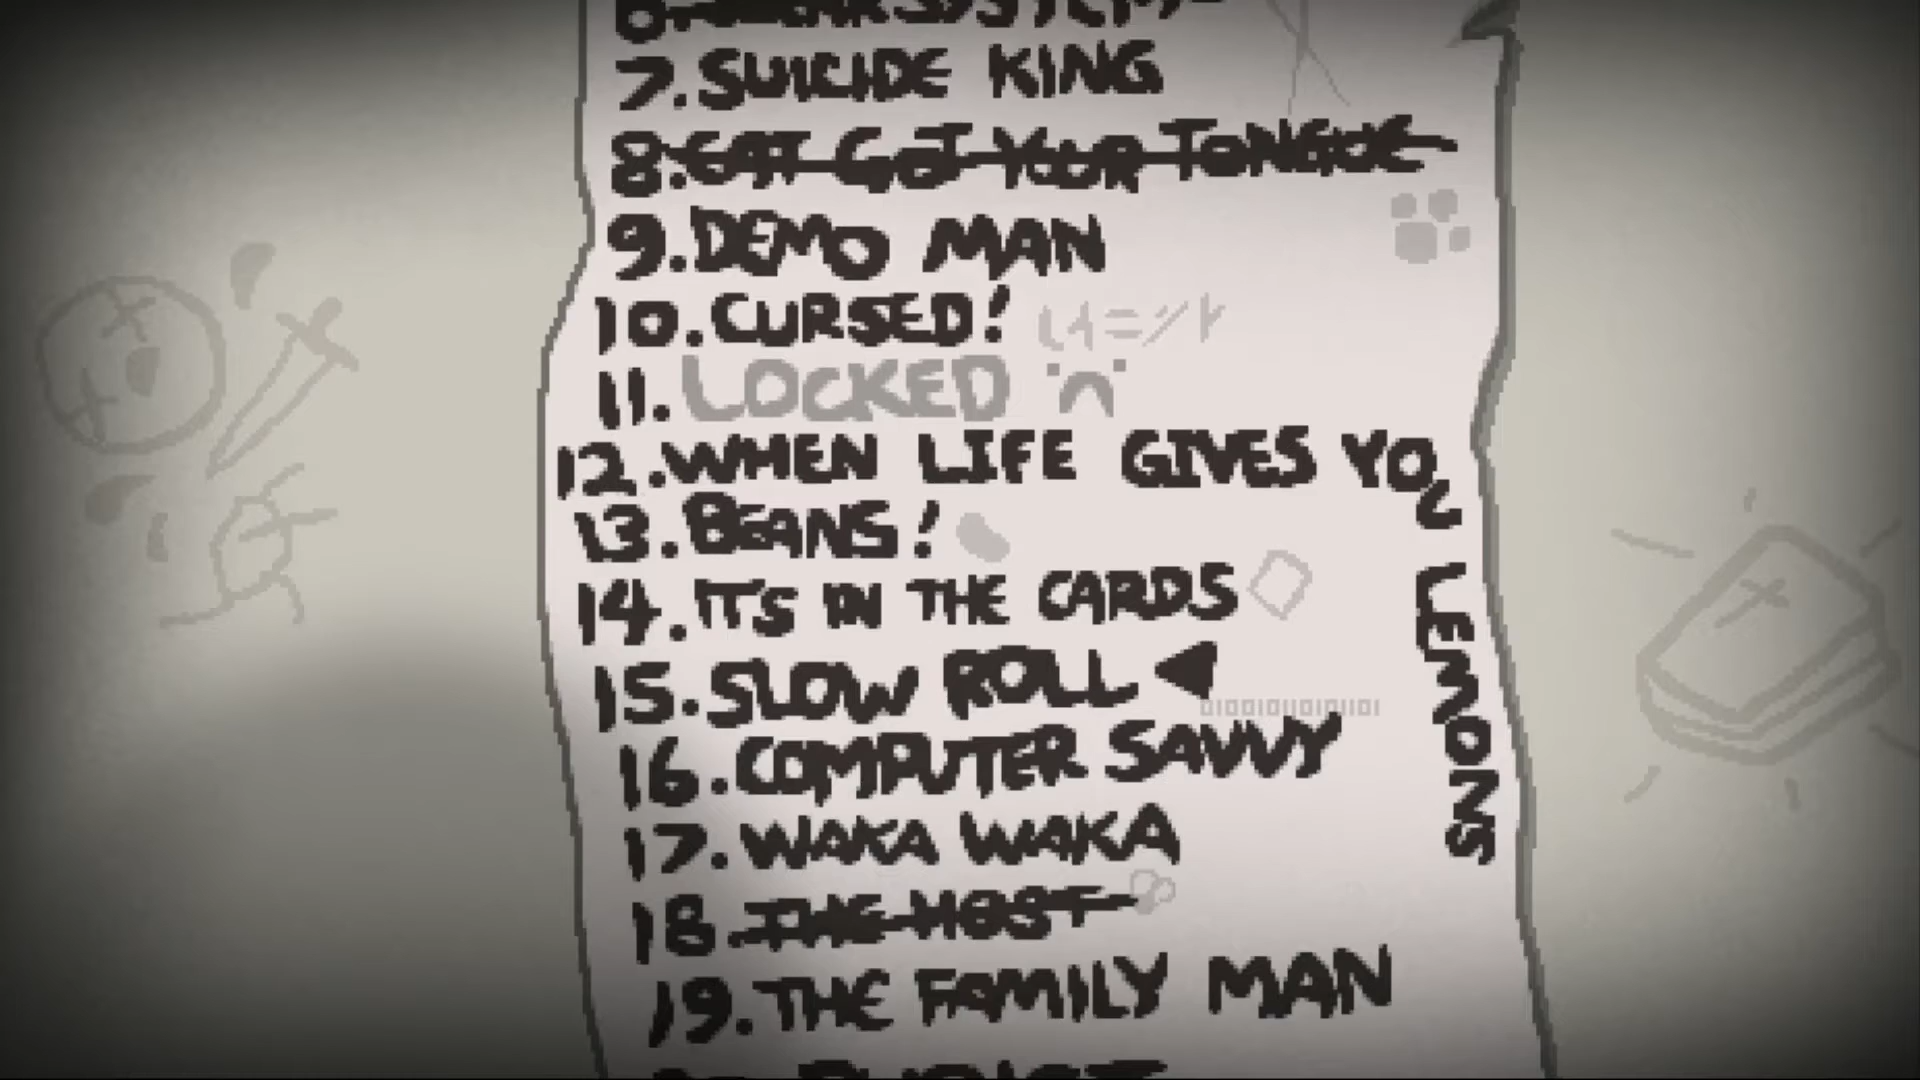 7. SUICIDE KING
8. CAT GOT YOUR TONGUE
9. DEMO MAN
10. CURSED!
11. LOCKED
12. WHEN LIFE GIVES YOU LEMONS
13. BEANS!
14. IT'S IN THE CARDS
15. SLOW ROLL
16. COMPUTER SAVVY
17. WAKA WAKA
18. THE HOST
19. THE FAMILY MAN